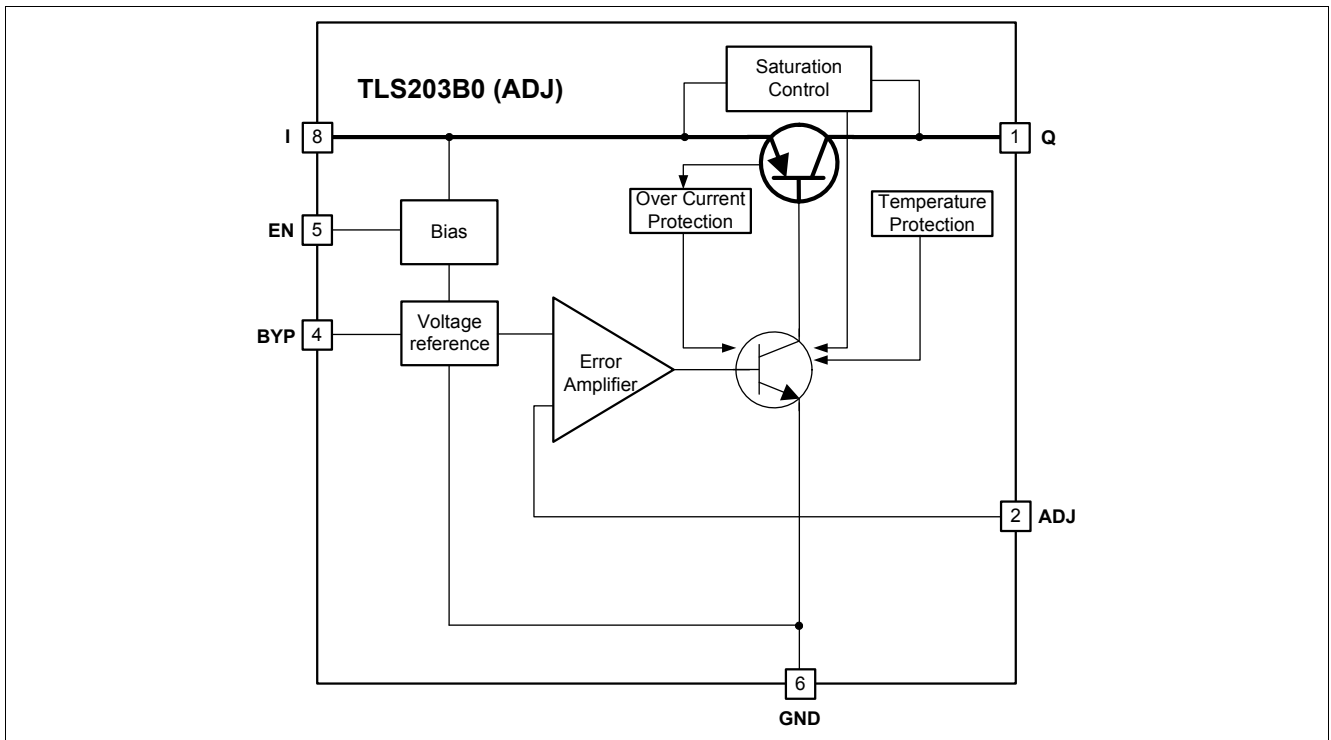 TLS203B0 (ADJ)
Saturation
Control
I
8
1
Q
Over Current
Protection
Temperature
Protection
EN
5
Bias
BYP
4
Voltage
reference
Error
Amplifier
2
ADJ
6
GND